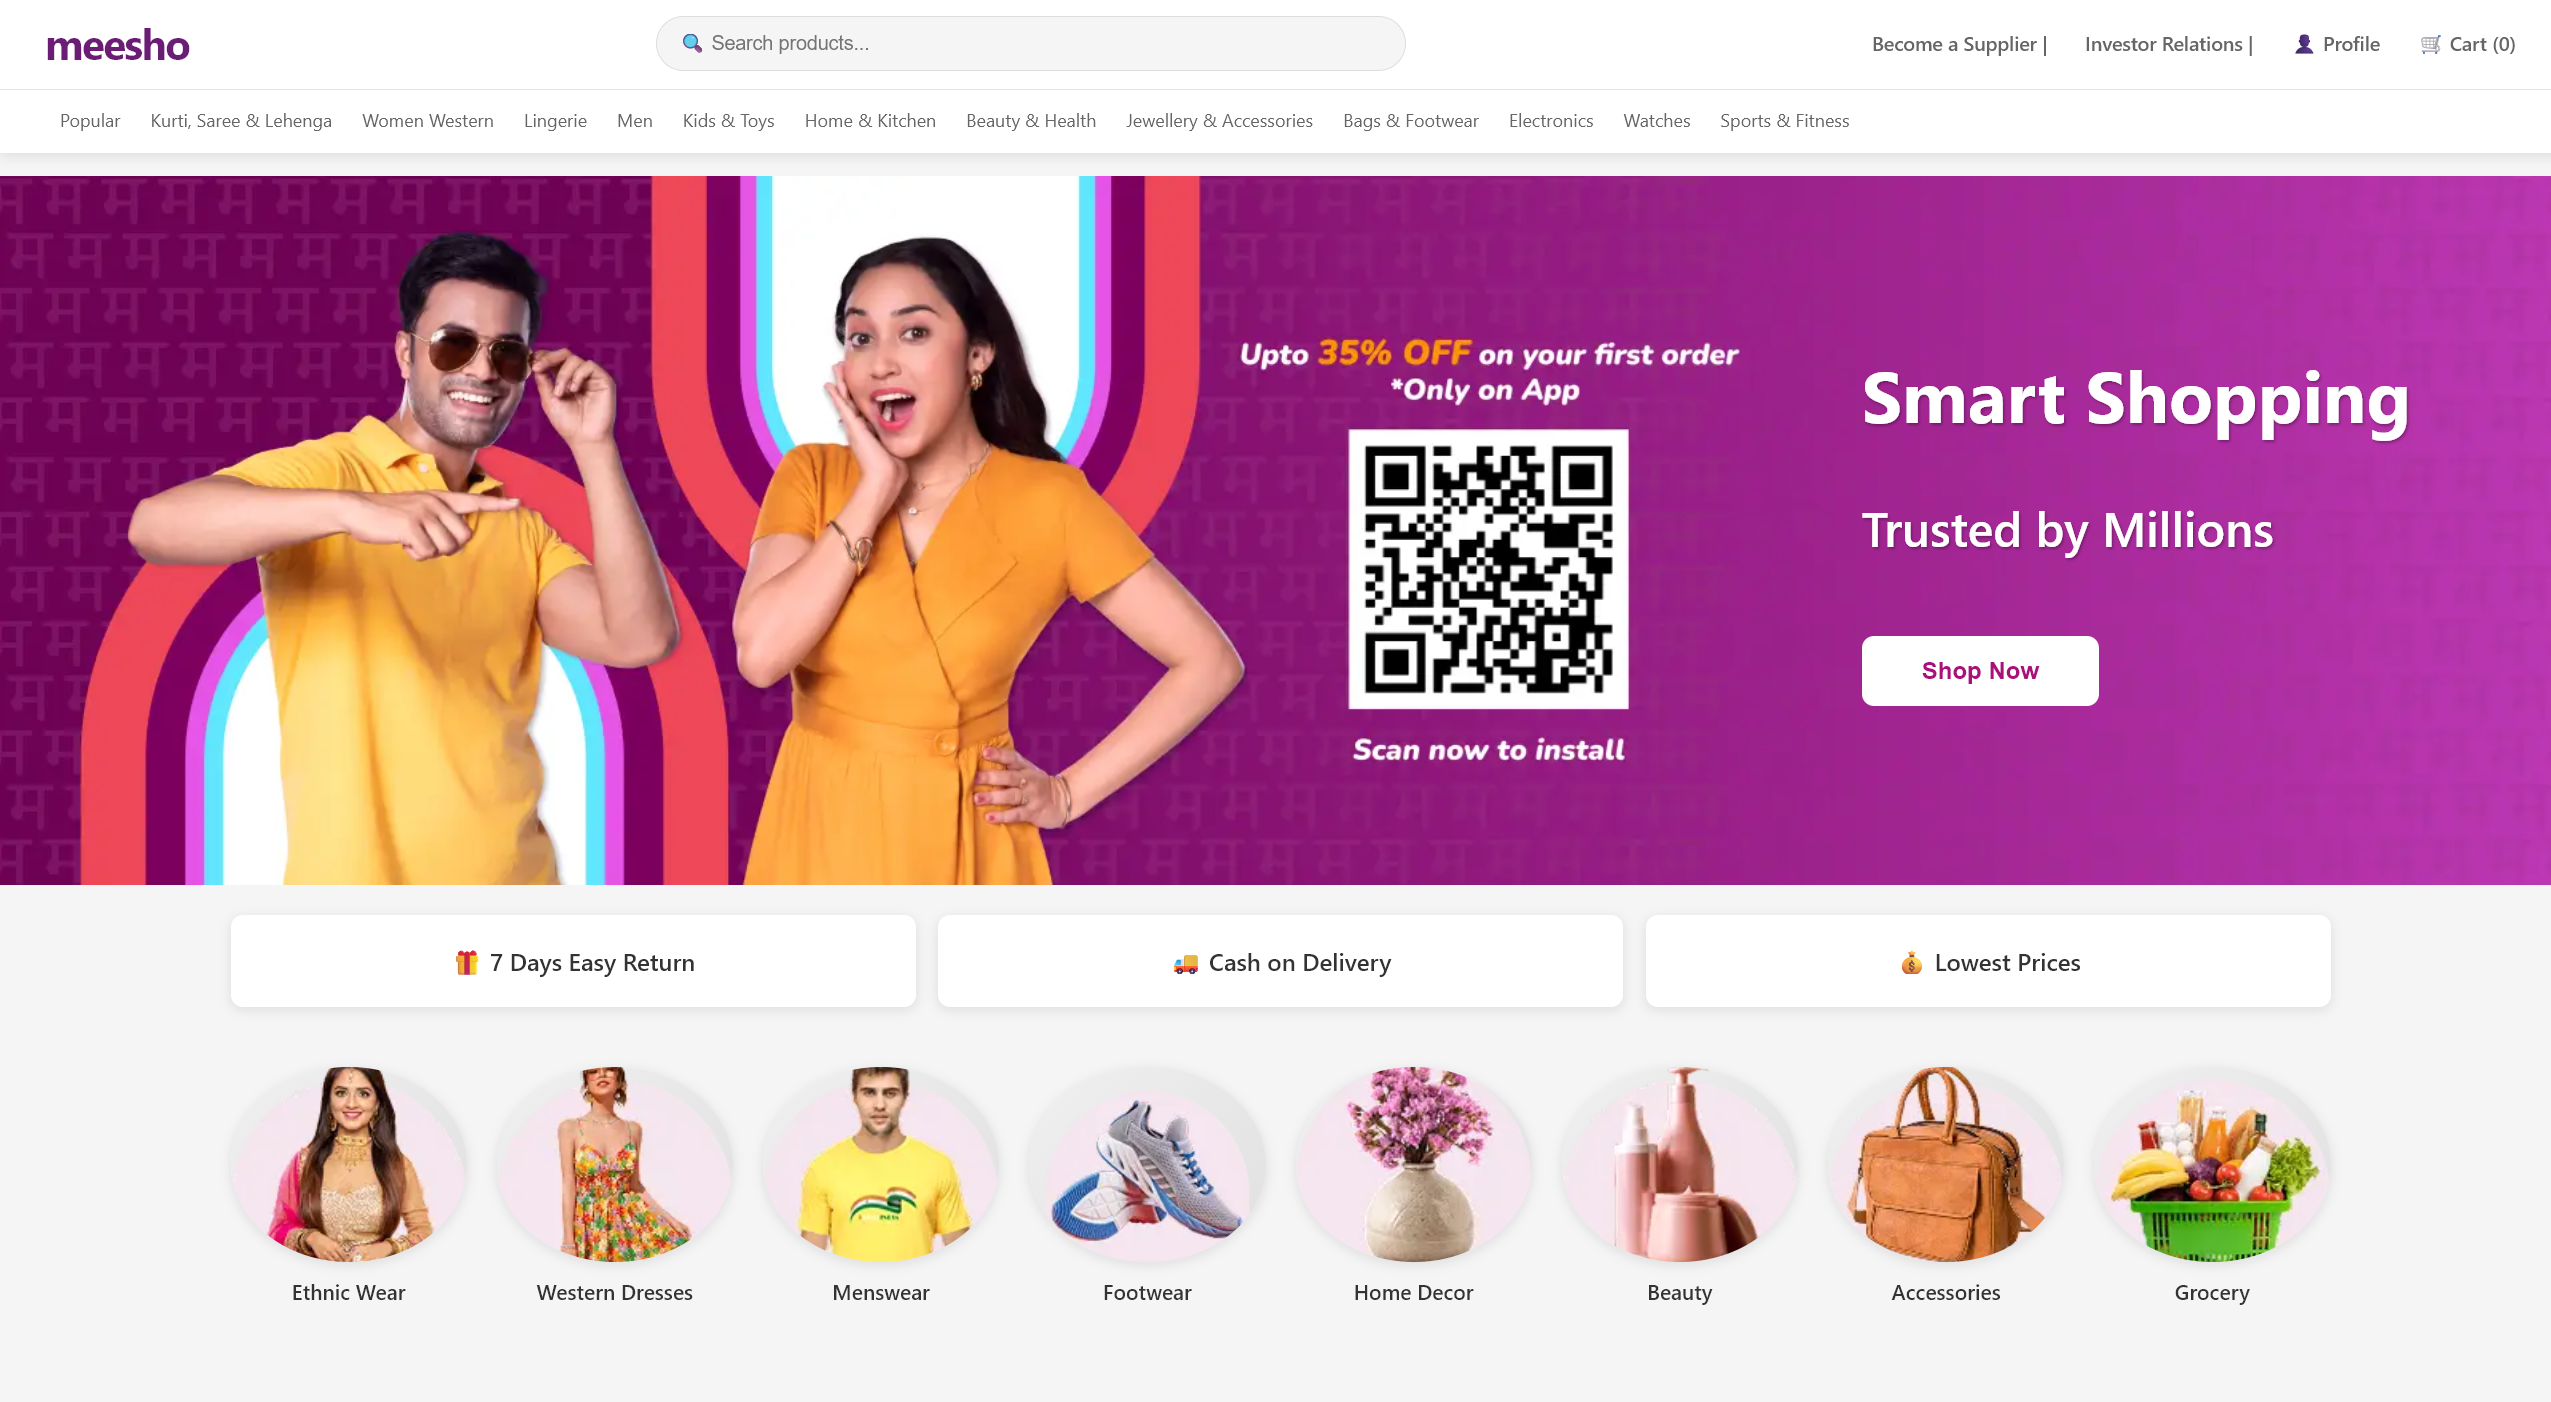 meesho
Search products...
Become a Supplier |
Investor Relations |
Profile
Cart (0)
Popular
Kurti, Saree & Lehenga
Women Western
Lingerie
Men
Kids & Toys
Home & Kitchen
Beauty & Health
Jewellery & Accessories
Bags & Footwear
Electronics
Watches
Sports & Fitness
Upto 35% OFF on your first order
*Only on App
Scan now to install
Smart Shopping
Trusted by Millions
Shop Now
7 Days Easy Return
Cash on Delivery
Lowest Prices
Ethnic Wear
Western Dresses
Menswear
Footwear
Home Decor
Beauty
Accessories
Grocery